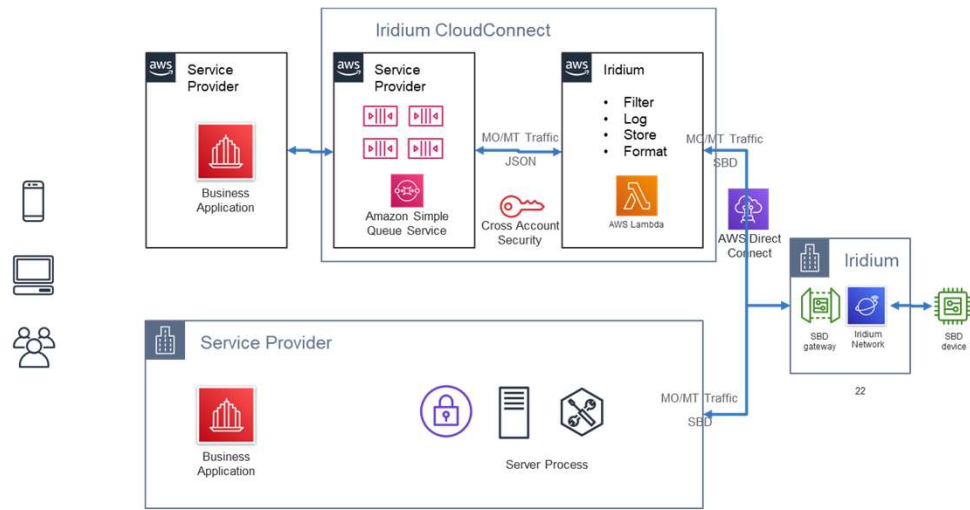 Iridium CloudConnect
aws
Service
Provider
Business
Application
aws
Service
Provider
Amazon Simple
Queue Service
MO/MT Traffic
JSON
Cross Account
Security
aws
Iridium
• Filter
• Log
• Store
• Format
AWS Lambda
MO/MT Traffic
SBD
AWS Direct
Connect
Iridium
SBD
gateway
Iridium
Network
SBD
device
22
Service Provider
Business
Application
Server Process
MO/MT Traffic
SBD